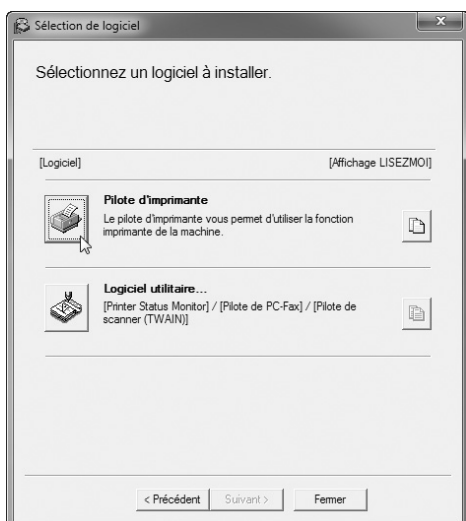 Sélection de logiciel
Sélectionnez un logiciel à installer.
[Logiciel] [Affichage LISEZMOI]
Pilote d'imprimante
Le pilote d'imprimante vous permet d'utiliser la fonction
imprimante de la machine.
Logiciel utilitaire...
[Printer Status Monitor] / [Pilote de PC-Fax] / [Pilote de
scanner (TWAIN)]
< Précédent Suivant > Fermer